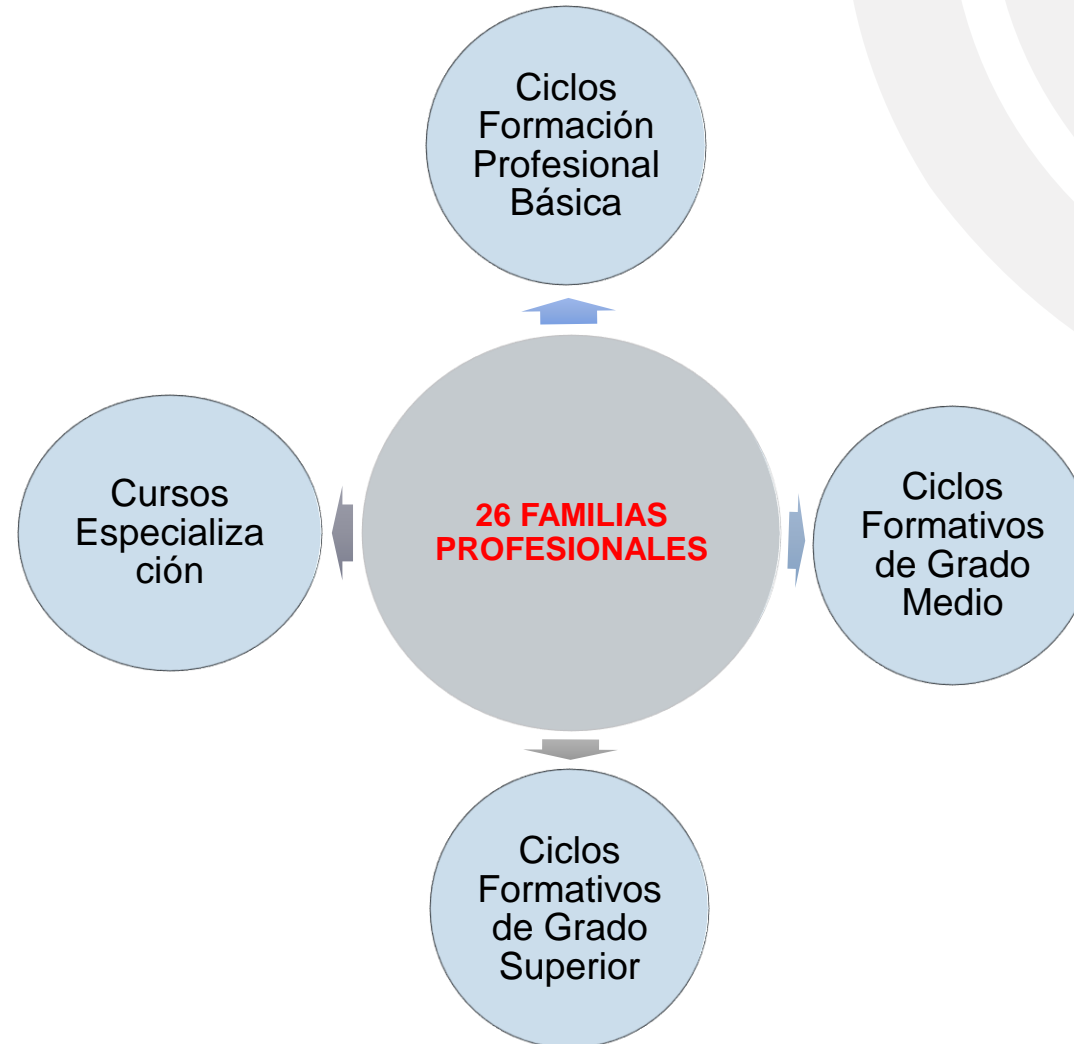 Ciclos
Formación
Profesional
Básica
Cursos
Especializa
ción
26 FAMILIAS
PROFESIONALES
Ciclos
Formativos
de Grado
Medio
Ciclos
Formativos
de Grado
Superior